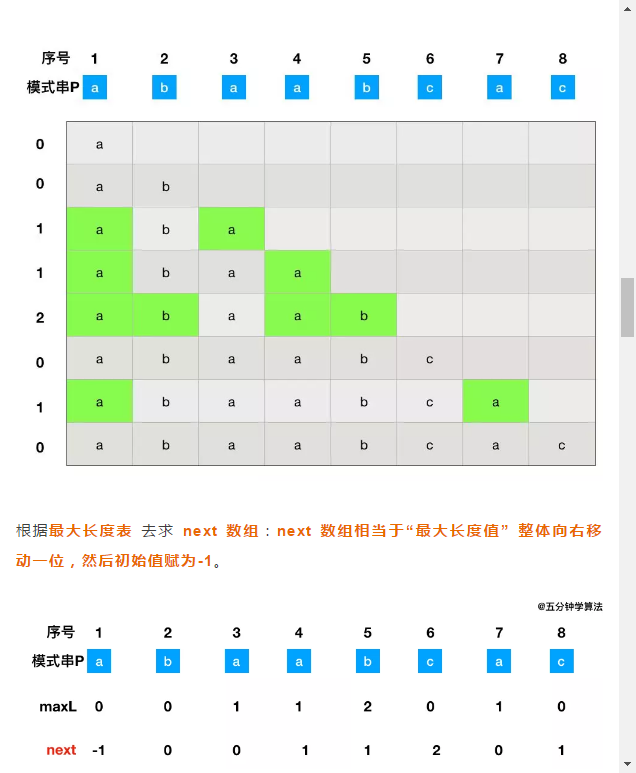 序号 1 2 3 4 5 6 7 8
模式串P a b a a b c a c
0 a
0 a b
1 a b a
1 a b a a
2 a b a a b
0 a b a a b c
1 a b a a b c a
0 a b a a b c a c
根据最大长度表 去求 next 数组：next 数组相当于“最大长度值” 整体向右移
动一位，然后初始值赋为-1。
@五分钟学算法
序号 1 2 3 4 5 6 7 8
模式串P a b a a b c a c
maxL 0 0 1 1 2 0 1 0
next -1 0 0 1 1 2 0 1